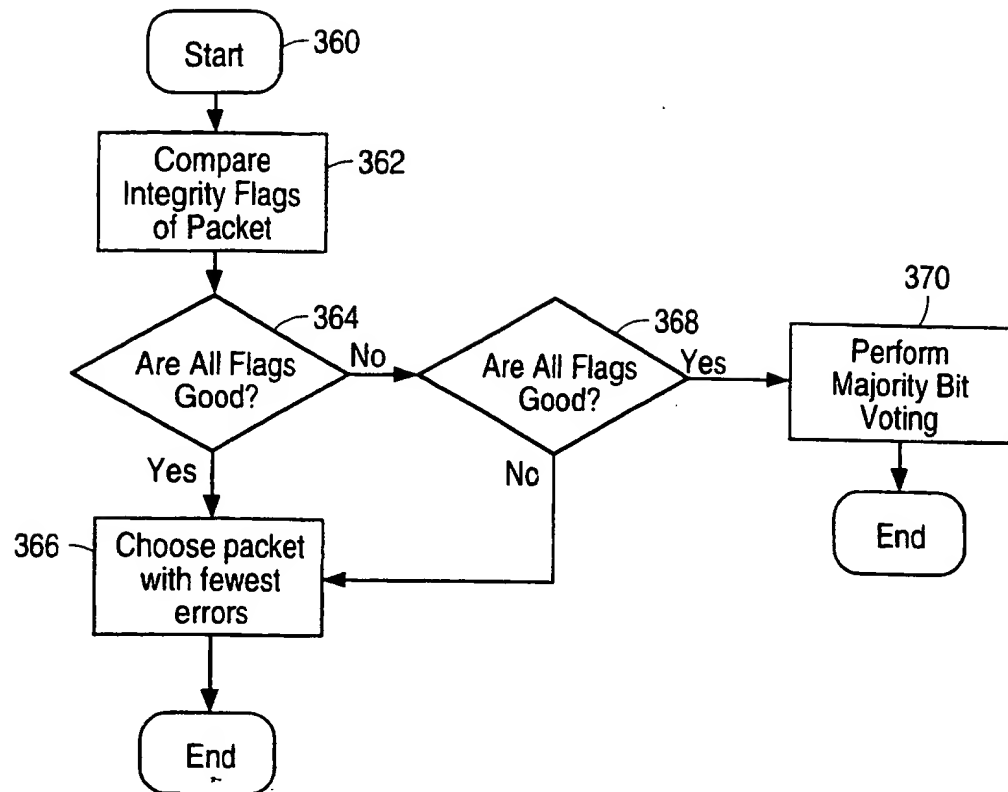 Start
360
Compare
Integrity Flags
of Packet
362
Are All Flags
Good?
364
No
Yes
Are All Flags
Good?
368
Yes
No
370
Perform
Majority Bit
Voting
End
366
Choose packet
with fewest
errors
End